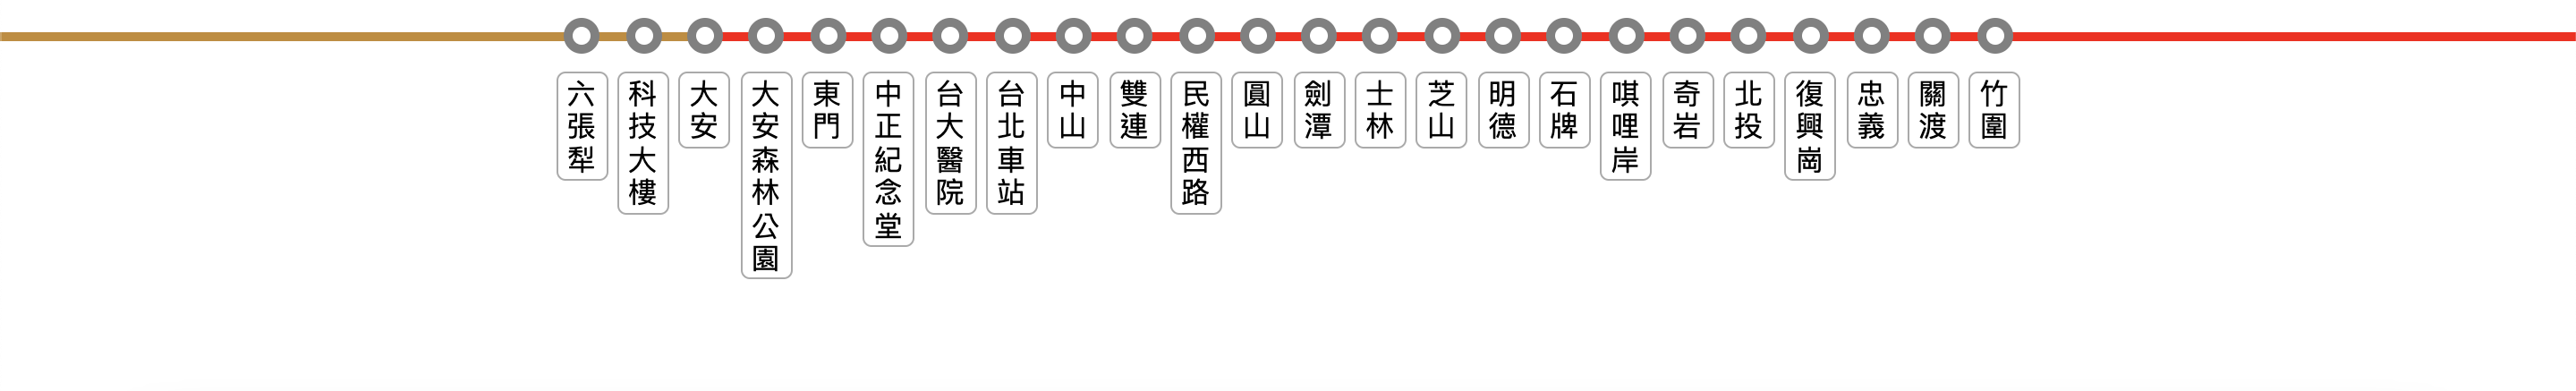 六張犁
科技大樓
大安
大安森林公園
東門
中正紀念堂
台大醫院
台北車站
中山
雙連
民權西路
圓山
劍潭
士林
芝山
明德
石牌
唭哩岸
奇岩
北投
復興崗
忠義
關渡
竹圍